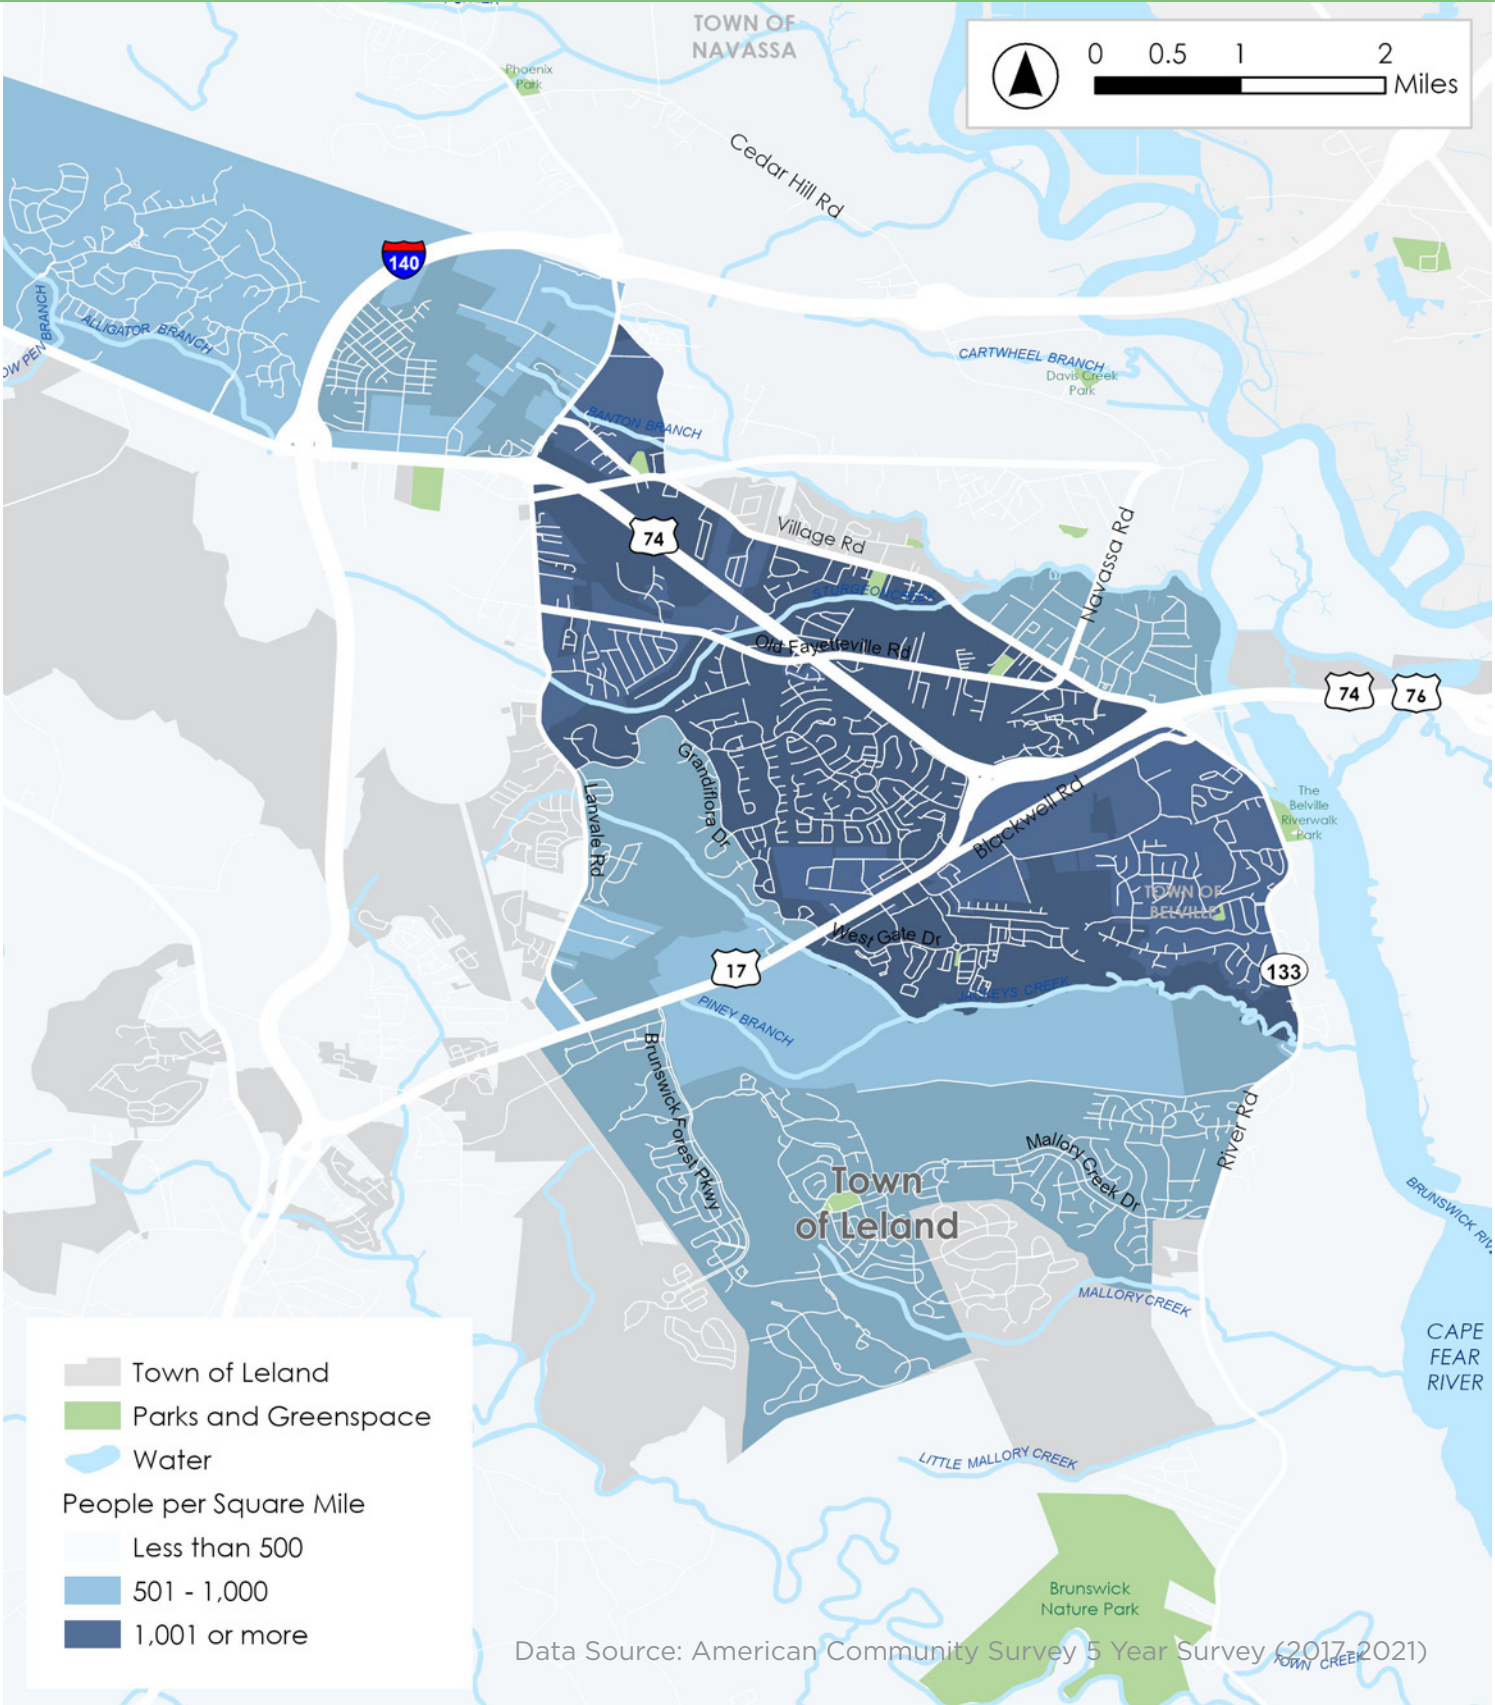 TOWN OF
NAVASSA
0 0.5 1 2
Miles
Phoenix
Park
Cedar Hill Rd
140
ALLIGATOR BRANCH
BRANCH
CARTWHEEL BRANCH
Davis Creek
Park
BANTON BRANCH
Village Rd
74
Navassa Rd
STURGEON CREEK
Old Fayetteville Rd
74
76
Grandiflora Dr
Lanvale Rd
Blackwell Rd
The
Belville
Riverwalk
Park
TOWN OF
BELVILLE
West Gate Dr
17
133
JACKEYS CREEK
PINEY BRANCH
Brunswick Forest Pkwy
River Rd
Mallory Creek Dr
Town
of Leland
BRUNSWICK
MALLORY CREEK
CAPE
FEAR
RIVER
LITTLE MALLORY CREEK
Town of Leland
Parks and Greenspace
Water
People per Square Mile
Less than 500
501 - 1,000
1,001 or more
Brunswick
Nature Park
Data Source: American Community Survey 5 Year Survey (2017-2021)
TOWN CREEK